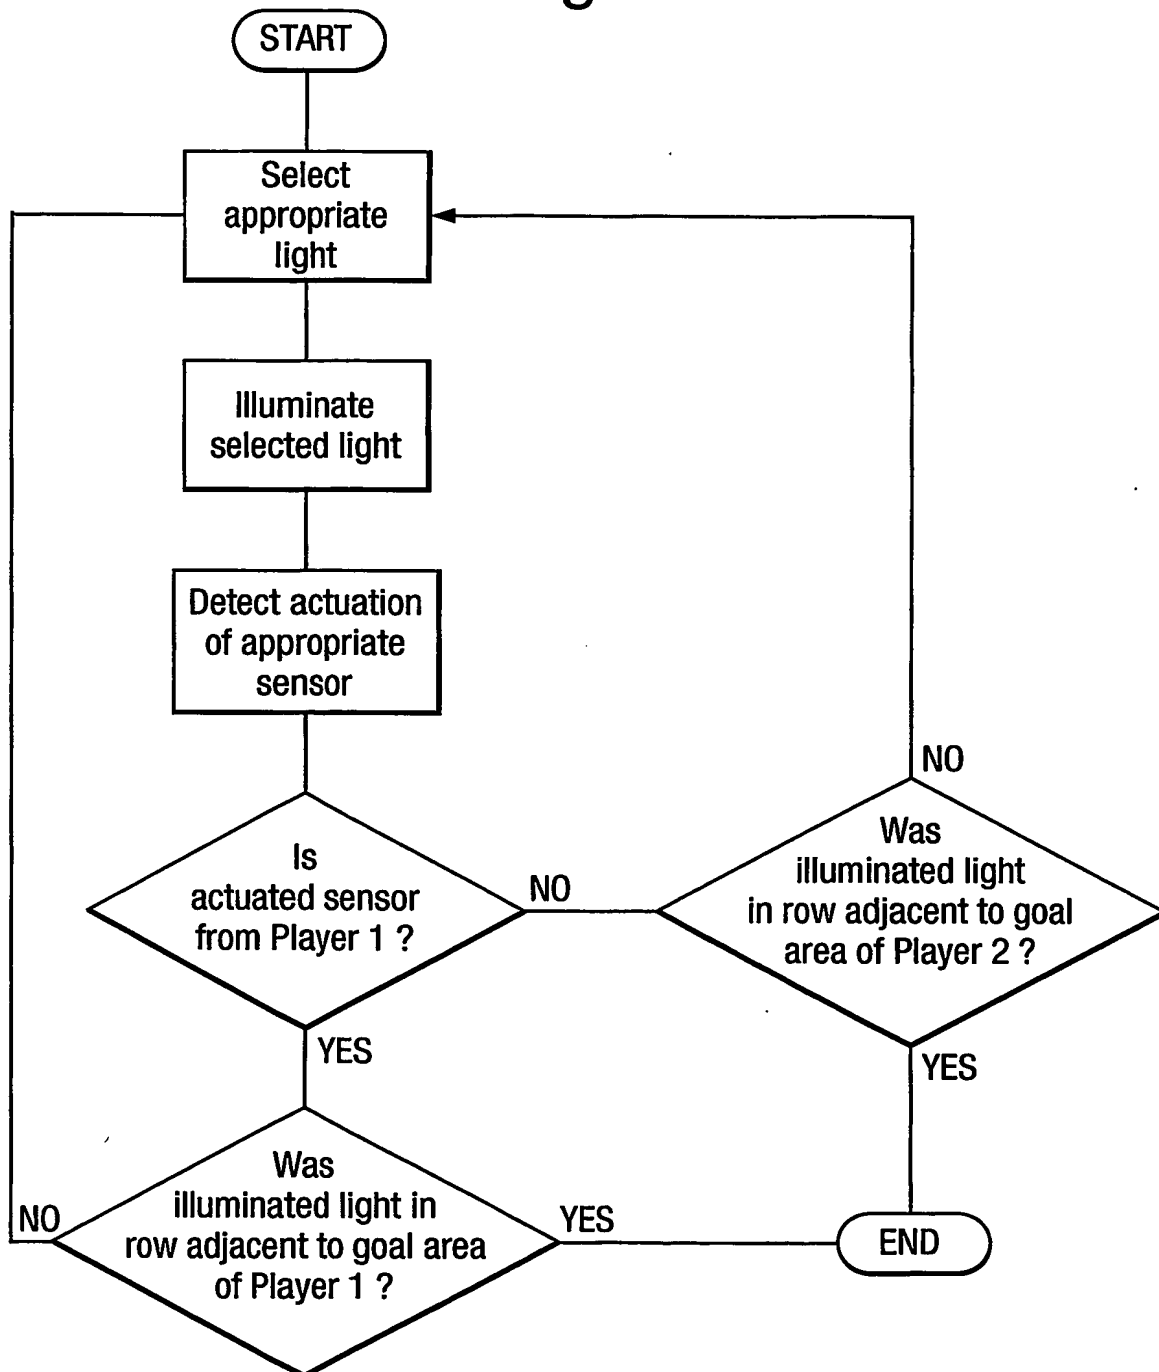 START
Select
appropriate
light
Illuminate
selected light
Detect actuation
of appropriate
sensor
Is
actuated sensor
from Player 1 ?
NO
YES
Was
illuminated light
in row adjacent to goal
area of Player 2 ?
NO
YES
Was
illuminated light in
row adjacent to goal area
of Player 1 ?
NO
YES
END